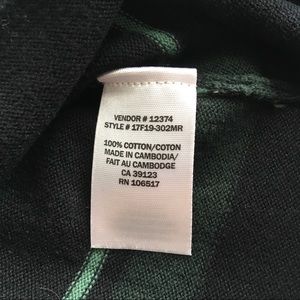 VENDOR # 12374
STYLE # 17F19-302MR
100% COTTON/COTON
MADE IN CAMBODIA/
FAIT AU CAMBODGE
CA 39123
RN 106517